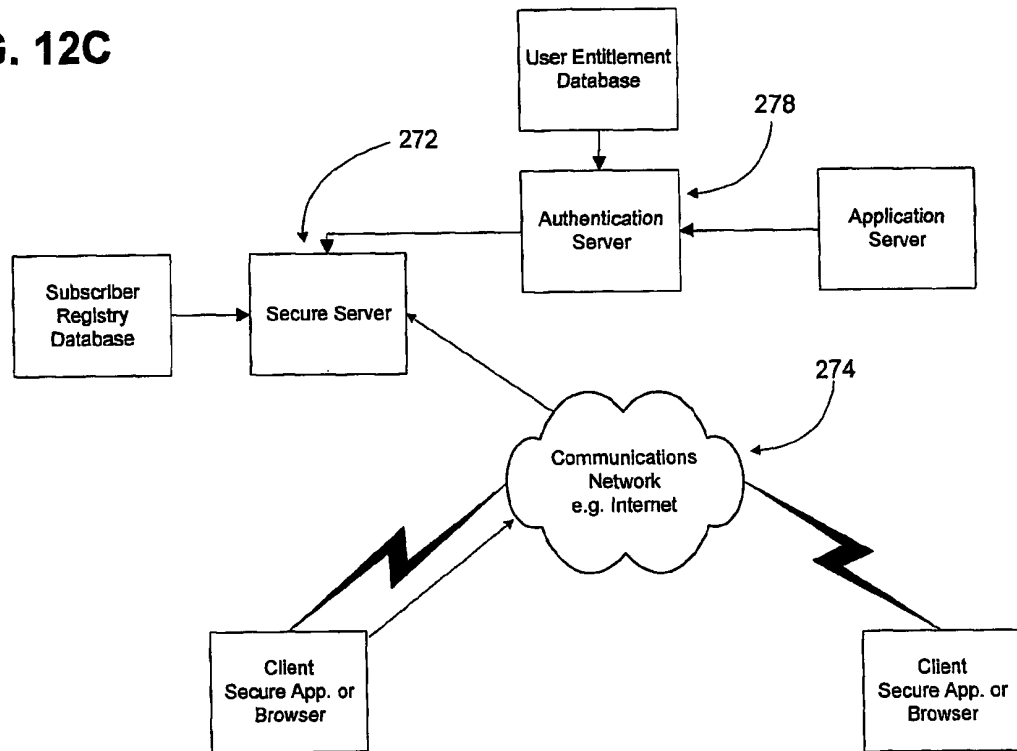 . 12C
User Entitlement
Database
278
272
Authentication
Server
Application
Server
Subscriber
Registry
Database
Secure Server
274
Communications
Network
e.g. Internet
Client
Secure App. or
Browser
Client
Secure App. or
Browser